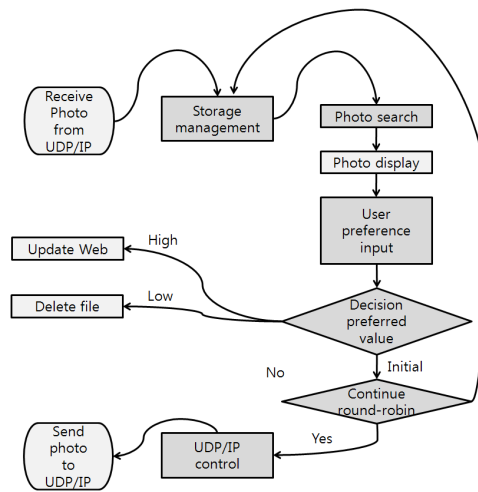 Receive
Photo
from
UDP/IP
Storage
management
Photo search
Photo display
User
preference
input
High
Update Web
Low
Delete file
Decision
preferred
value
Initial
No
Continue
round-robin
Yes
Send
photo
to
UDP/IP
UDP/IP
control